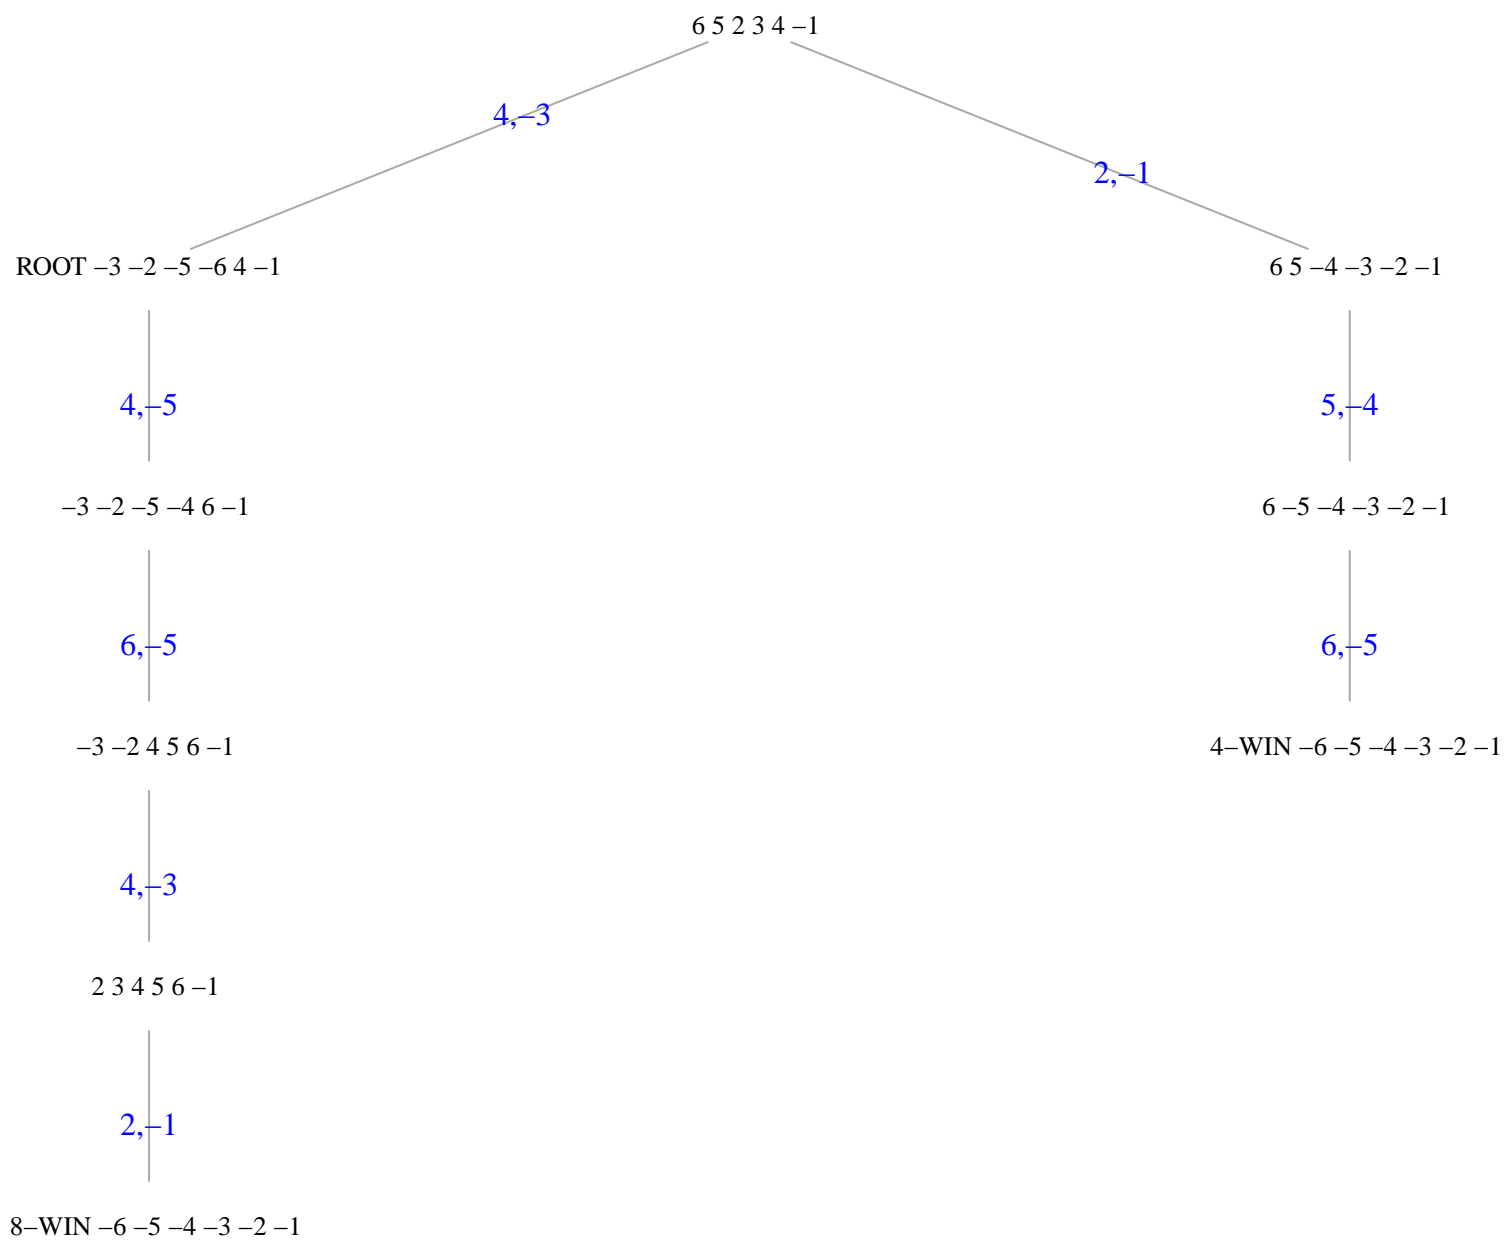 6 5 2 3 4 –1
4,–3
2,–1
ROOT –3 –2 –5 –6 4 –1
6 5 –4 –3 –2 –1
4,–5
5,–4
–3 –2 –5 –4 6 –1
6 –5 –4 –3 –2 –1
6,–5
6,–5
–3 –2 4 5 6 –1
4–WIN –6 –5 –4 –3 –2 –1
4,–3
2 3 4 5 6 –1
2,–1
8–WIN –6 –5 –4 –3 –2 –1